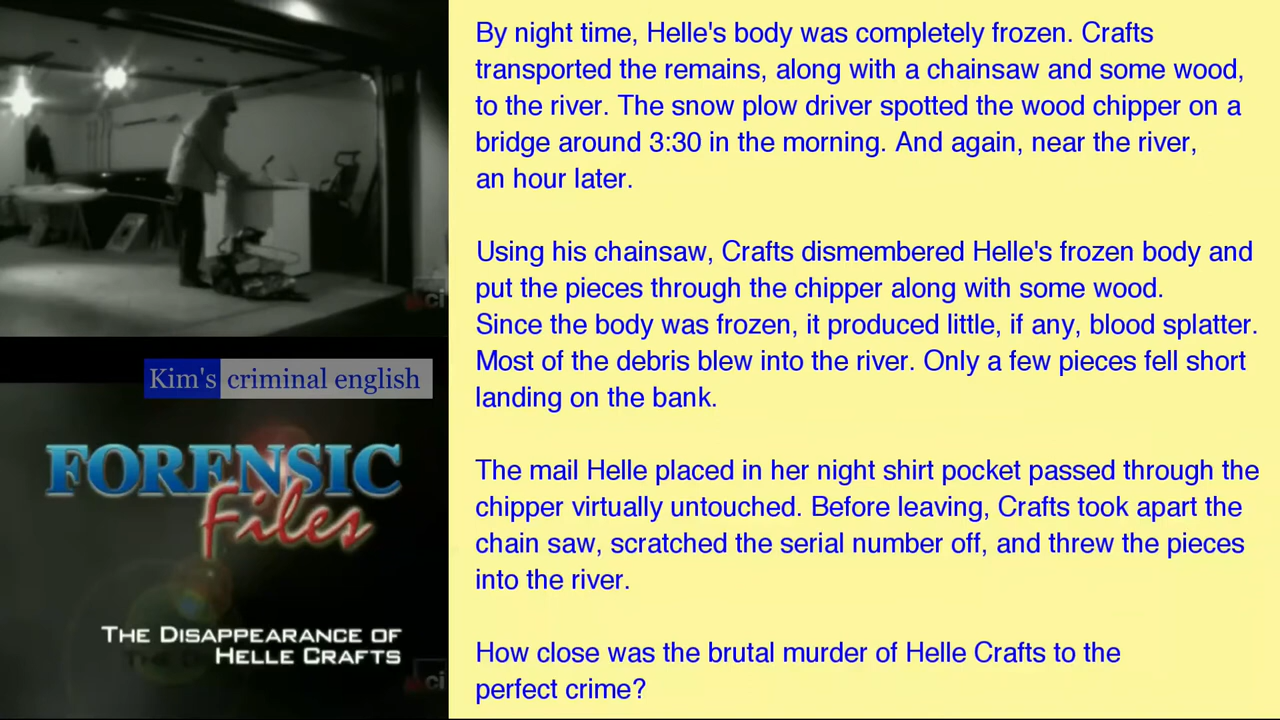 By night time, Helle's body was completely frozen. Crafts
transported the remains, along with a chainsaw and some wood,
to the river. The snow plow driver spotted the wood chipper on a
bridge around 3:30 in the morning. And again, near the river,
an hour later.
Using his chainsaw, Crafts dismembered Helle's frozen body and
put the pieces through the chipper along with some wood.
Since the body was frozen, it produced little, if any, blood splatter.
Most of the debris blew into the river. Only a few pieces fell short
landing on the bank.
The mail Helle placed in her night shirt pocket passed through the
chipper virtually untouched. Before leaving, Crafts took apart the
chain saw, scratched the serial number off, and threw the pieces
into the river.
How close was the brutal murder of Helle Crafts to the
perfect crime?
ci
Kim's criminal english
FORENSIC
Files
THE DISAPPEARANCE OF
HELLE CRAFTS
ci